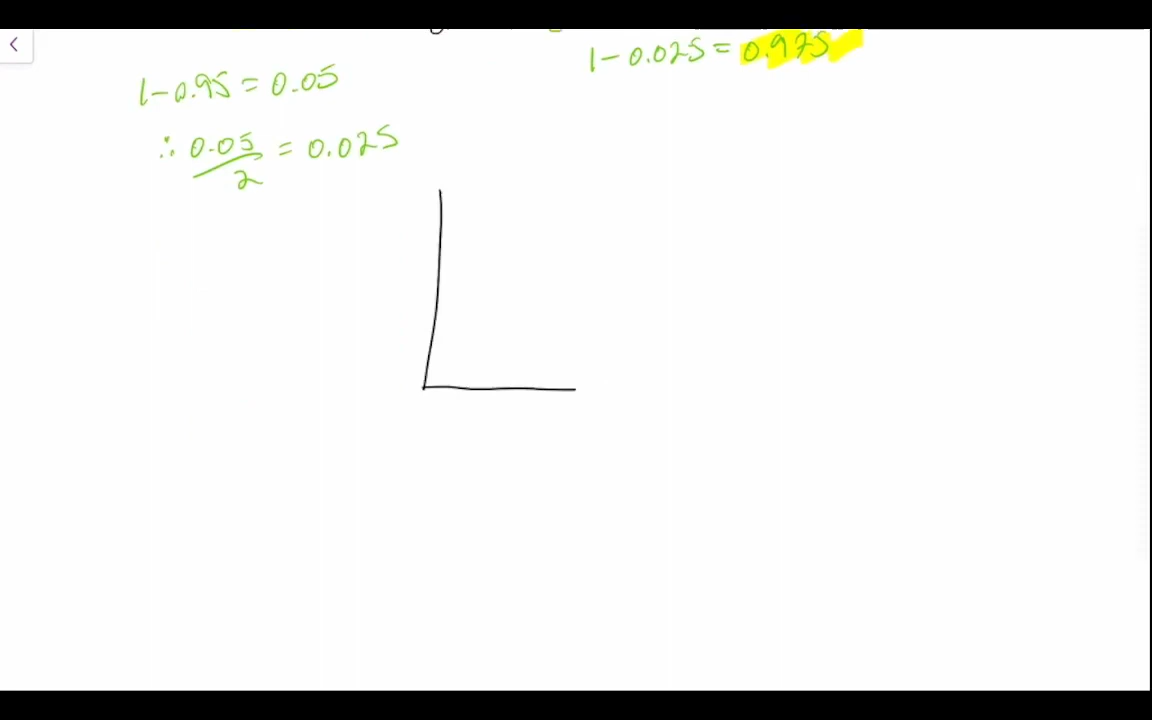 1 - 0.025 = 0.975
1 - 0.95 = 0.05
∴ 0.05/2 = 0.025